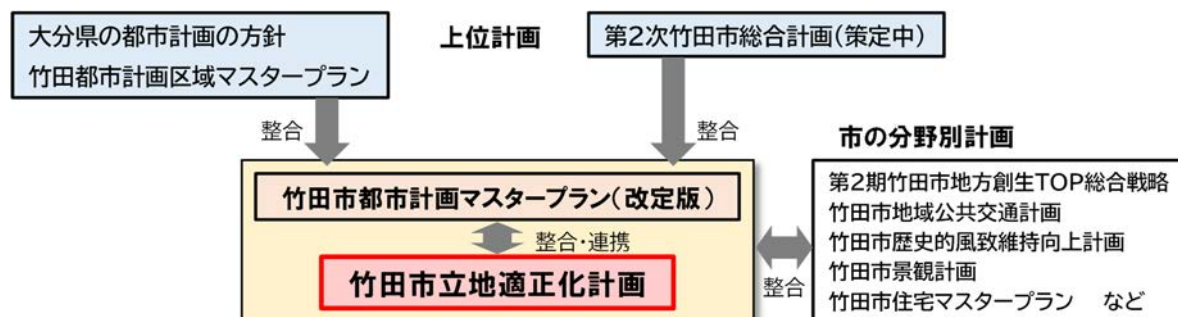 大分県の都市計画の方針
竹田都市計画区域マスタープラン
上位計画
第2次竹田市総合計画(策定中)
整合
整合
市の分野別計画
竹田市都市計画マスタープラン(改定版)
整合・連携
竹田市立地適正化計画
整合
第2期竹田市地方創生TOP総合戦略
竹田市地域公共交通計画
竹田市歴史的風致維持向上計画
竹田市景観計画
竹田市住宅マスタープラン など